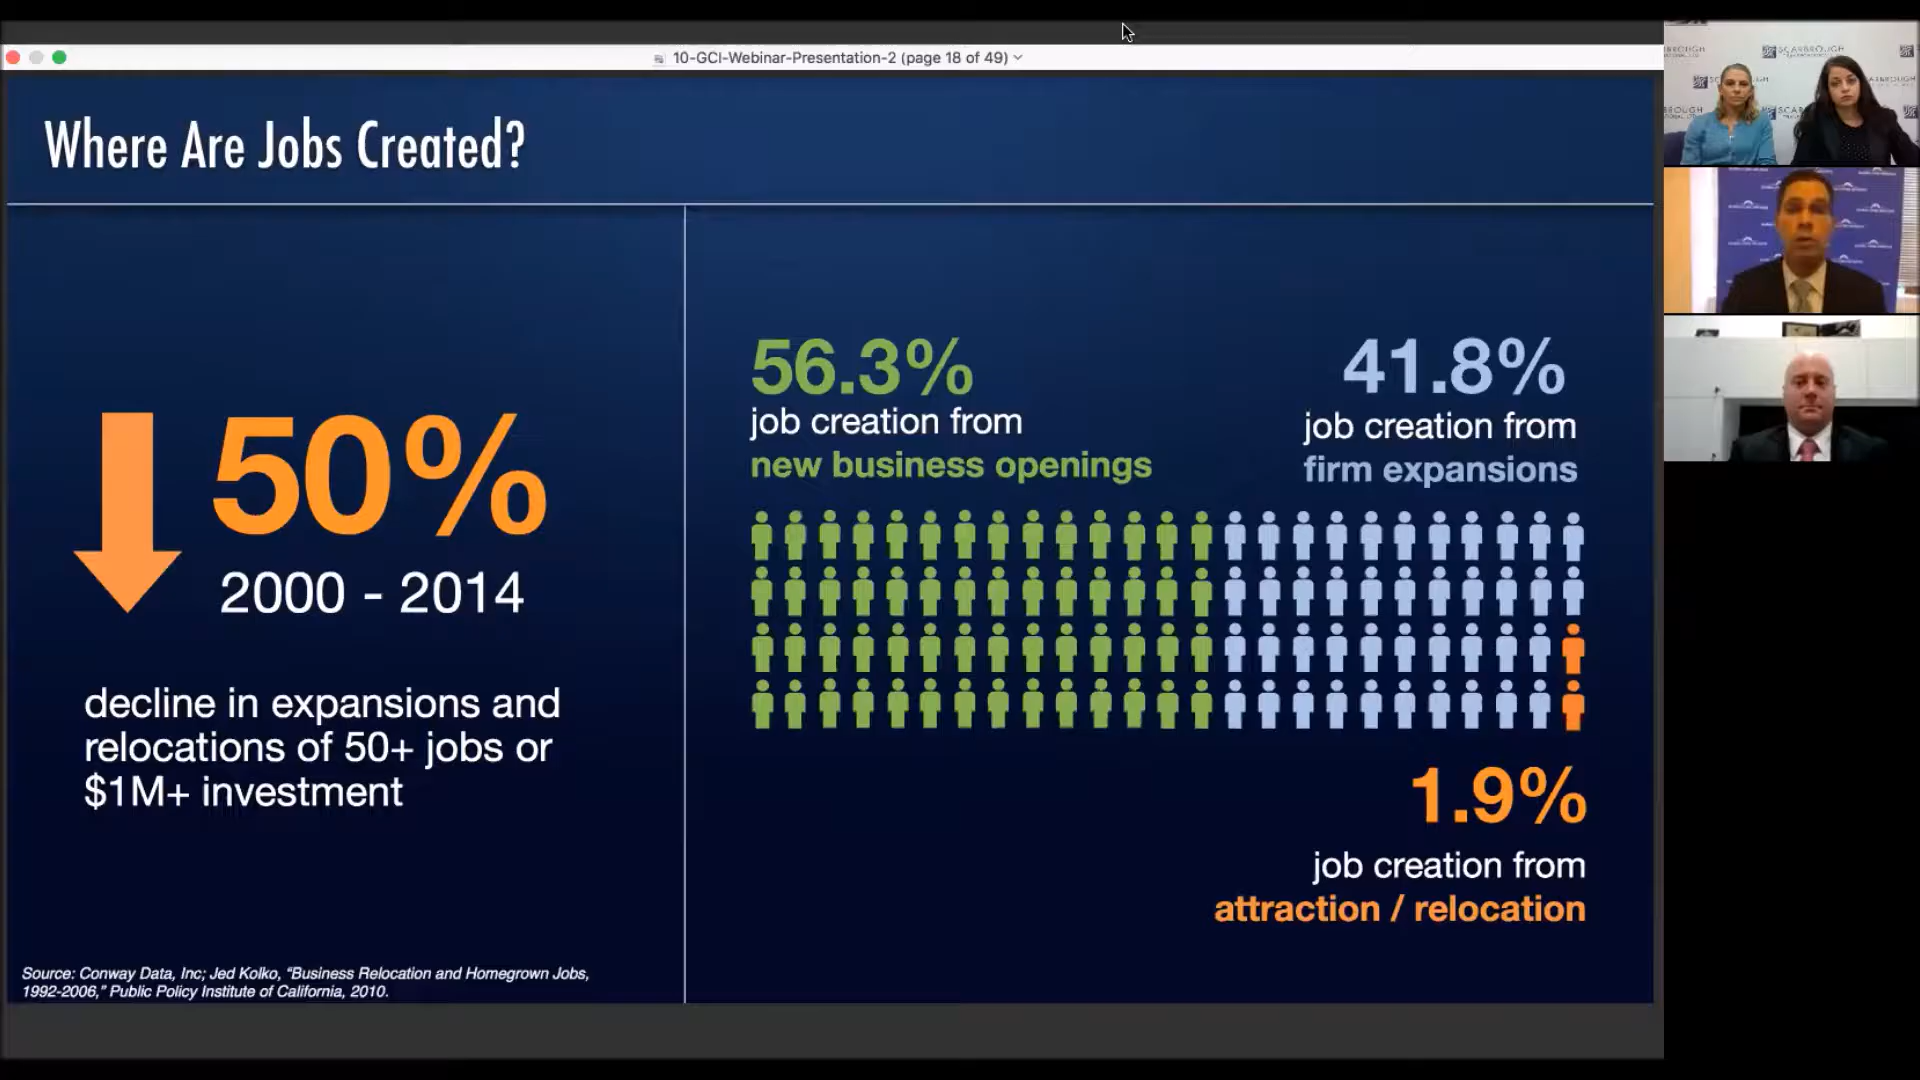 10-GCI-Webinar-Presentation-2 (page 18 of 49)
Where Are Jobs Created?
50%
2000 - 2014
decline in expansions and
relocations of 50+ jobs or
$1M+ investment
Source: Conway Data, Inc; Jed Kolko, “Business Relocation and Homegrown Jobs,
1992-2006,” Public Policy Institute of California, 2010.
56.3%
job creation from
new business openings
41.8%
job creation from
firm expansions
1.9%
job creation from
attraction / relocation
SCARBROUGH